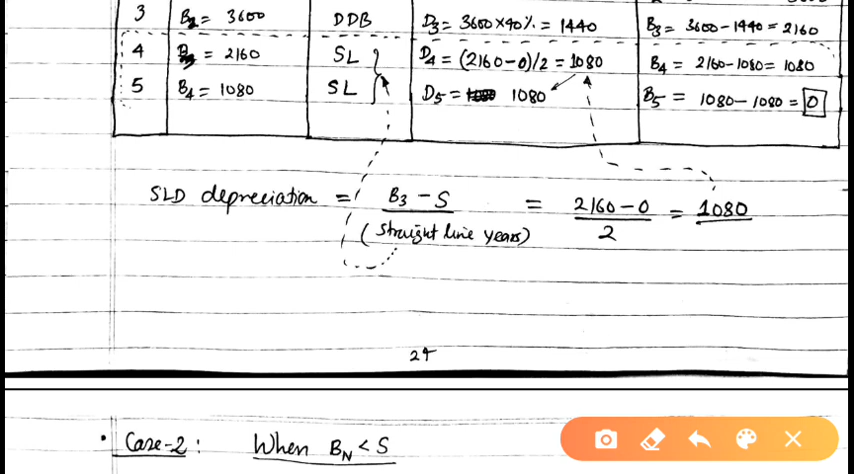 3 B₂= 3600 DDB D₃= 3600×40% = 1440 B₃= 3600-1440=2160
4 B₃ = 2160 SL D₄ = (2160-0)/2 = 1080 B₄ = 2160-1080= 1080
5 B₄ = 1080 SL D₅ = 1080 B₅ = 1080-1080 = 0
SLD depreciation = B₃-S / (straight line years) = 2160-0 / 2 = 1080
24
• Case-2: When B_N < S